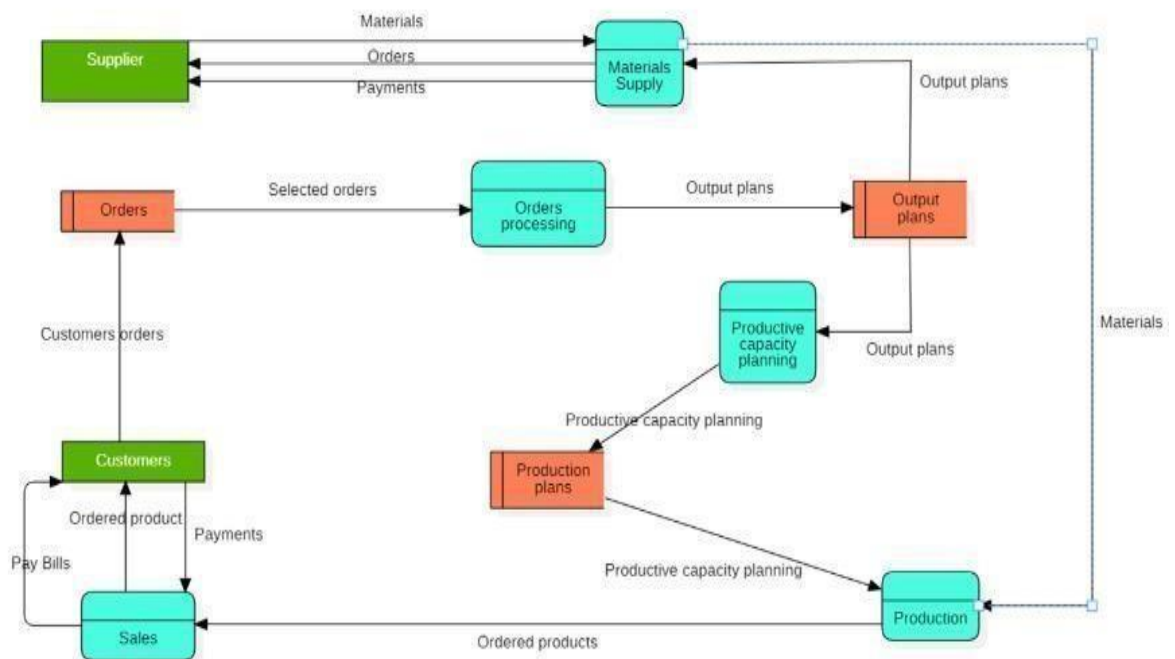 Materials
Supplier
Orders
Materials
Supply
Payments
Output plans
Selected orders
Output plans
Orders
Orders
processing
Output
plans
Customers orders
Productive
capacity
planning
Materials
Output plans
Productive capacity planning
Customers
Production
plans
Ordered product
Payments
Pay Bills
Productive capacity planning
Production
Sales
Ordered products